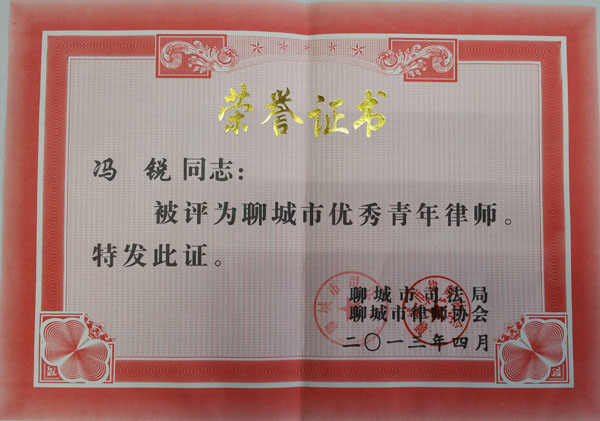 荣誉证书
冯 锐 同志：
被评为聊城市优秀青年律师。
特发此证。
聊城市司法局
聊城市律师协会
二〇一三年四月